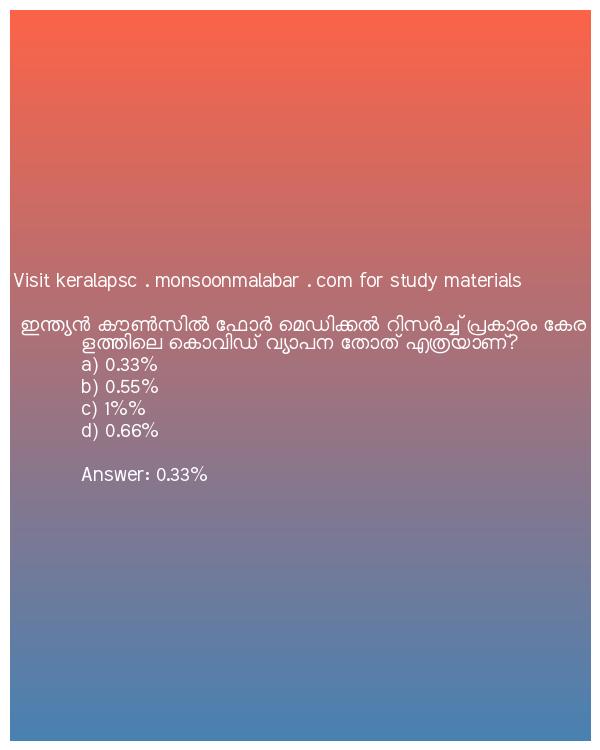 Visit keralapsc . monsoonmalabar . com for study materials
ഇന്ത്യൻ കൗൺസിൽ ഫോർ മെഡിക്കൽ റിസർച്ച് പ്രകാരം കേര
ളത്തിലെ കൊവിഡ് വ്യാപന തോത് എത്രയാണ്?
a) 0.33%
b) 0.55%
c) 1%%
d) 0.66%
Answer: 0.33%